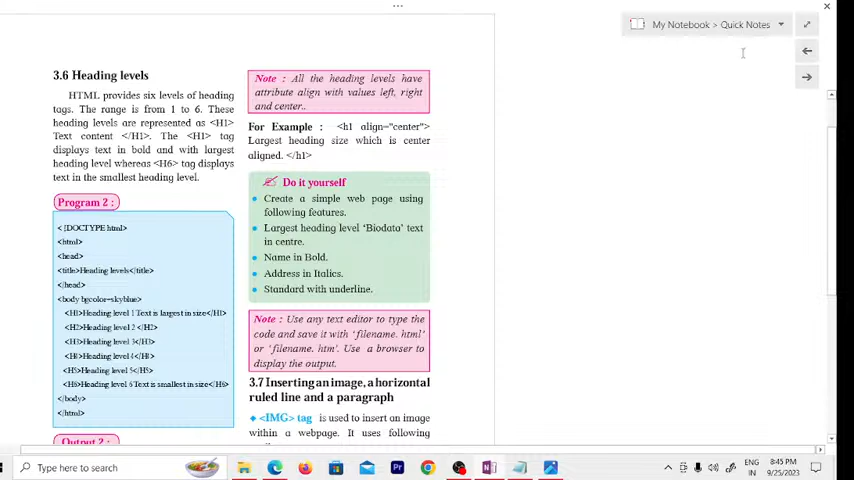 My Notebook > Quick Notes
3.6 Heading levels
HTML provides six levels of heading
tags. The range is from 1 to 6. These
heading levels are represented as <H1>
Text content </H1>. The <H1> tag
displays text in bold and with largest
heading level whereas <H6> tag displays
text in the smallest heading level.
Program 2 :
< !DOCTYPE html>
<html>
<head>
<title>Heading levels</title>
</head>
<body bgcolor=skyblue>
<H1>Heading level 1 Text is largest in size</H1>
<H2>Heading level 2 </H2>
<H3>Heading level 3</H3>
<H4>Heading level 4</H4>
<H5>Heading level 5</H5>
<H6>Heading level 6 Text is smallest in size</H6>
</body>
</html>
Output 2 :
Note : All the heading levels have
attribute align with values left, right
and center..
For Example : <h1 align="center">
Largest heading size which is center
aligned. </h1>
Do it yourself
Create a simple web page using
following features.
Largest heading level ‘Biodata’ text
in centre.
Name in Bold.
Address in Italics.
Standard with underline.
Note : Use any text editor to type the
code and save it with ‘filename. html’
or ‘filename. htm’. Use a browser to
display the output.
3.7 Inserting an image, a horizontal
ruled line and a paragraph
<IMG> tag is used to insert an image
within a webpage. It uses following
Type here to search
ENG
IN
8:45 PM
9/25/2023